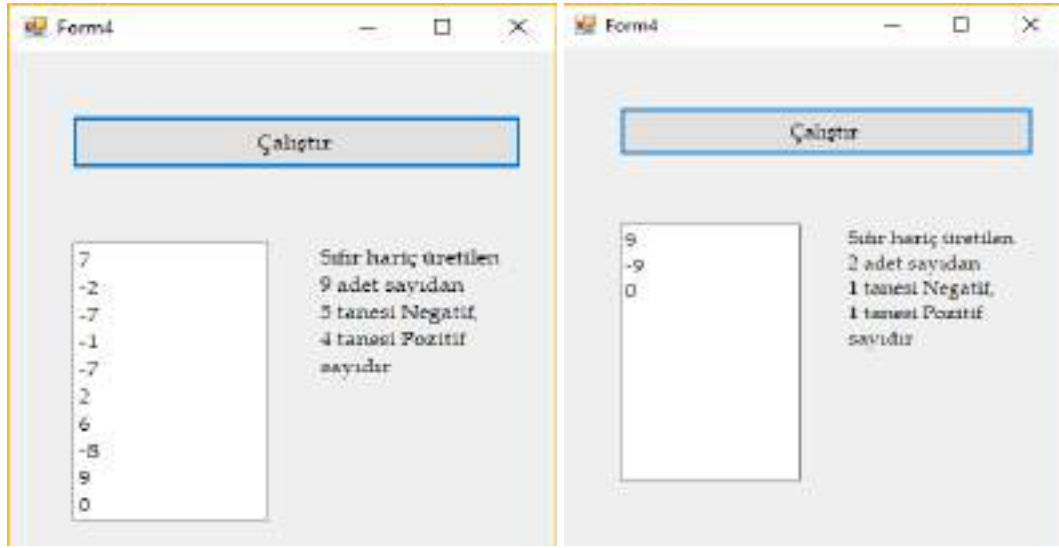 Form4
Çalıştır
7
-2
-7
-1
-7
2
6
-8
9
0
Sıfır hariç üretilen
9 adet sayıdan
5 tanesi Negatif,
4 tanesi Pozitif
sayıdır
Form4
Çalıştır
9
-9
0
Sıfır hariç üretilen
2 adet sayıdan
1 tanesi Negatif,
1 tanesi Pozitif
sayıdır